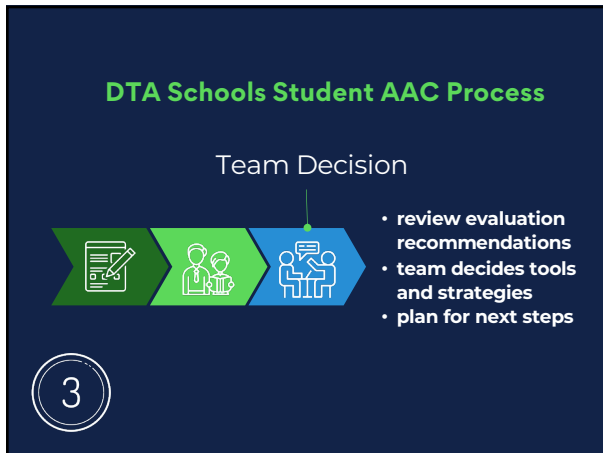 DTA Schools Student AAC Process
Team Decision
• review evaluation
recommendations
• team decides tools
and strategies
• plan for next steps
3